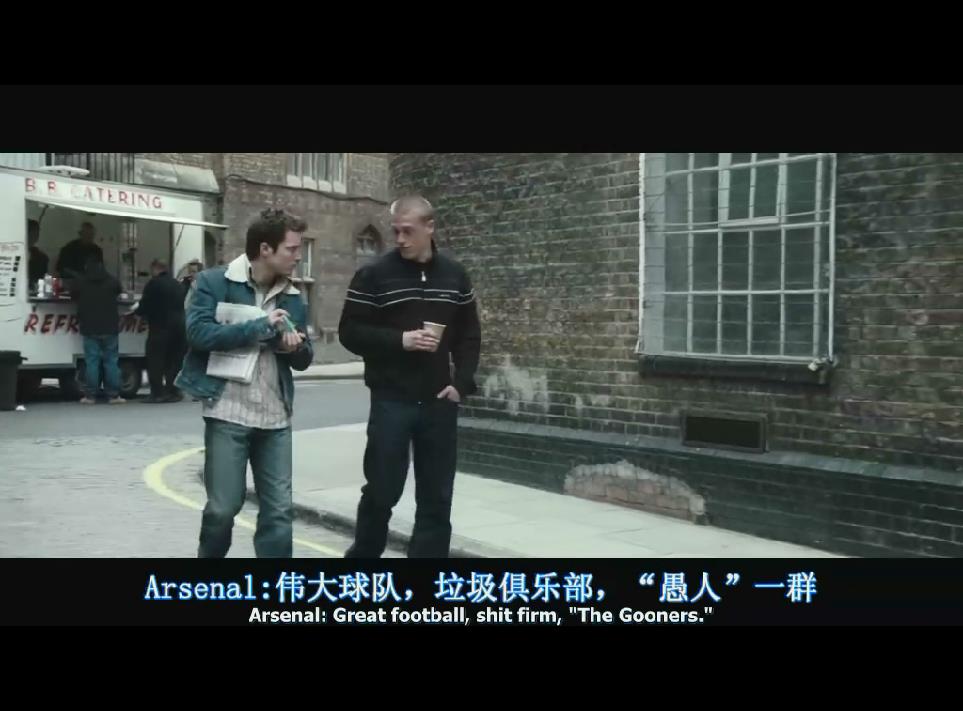 B.B. CATERING
Arsenal:伟大球队，垃圾俱乐部，“愚人”一群
Arsenal: Great football, shit firm, "The Gooners."